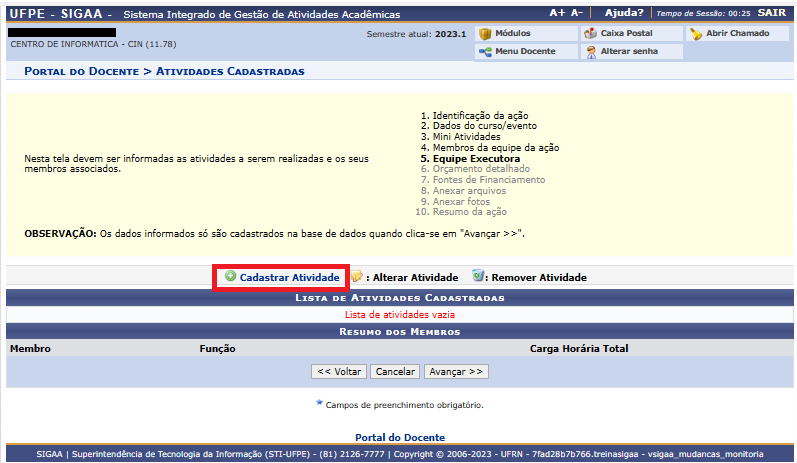 UFPE - SIGAA - Sistema Integrado de Gestão de Atividades Acadêmicas A+ A- | Ajuda? | Tempo de Sessão: 00:25 SAIR
Semestre atual: 2023.1
CENTRO DE INFORMATICA - CIN (11.78)
Módulos Caixa Postal Abrir Chamado
Menu Docente Alterar senha
Portal do Docente > Atividades Cadastradas
Nesta tela devem ser informadas as atividades a serem realizadas e os seus
membros associados.
1. Identificação da ação
2. Dados do curso/evento
3. Mini Atividades
4. Membros da equipe da ação
5. Equipe Executora
6. Orçamento detalhado
7. Fontes de Financiamento
8. Anexar arquivos
9. Anexar fotos
10. Resumo da ação
OBSERVAÇÃO: Os dados informados só são cadastrados na base de dados quando clica-se em "Avançar >>".
Cadastrar Atividade : Alterar Atividade : Remover Atividade
Lista de Atividades Cadastradas
Lista de atividades vazia
Resumo dos Membros
Membro Função Carga Horária Total
<< Voltar Cancelar Avançar >>
Campos de preenchimento obrigatório.
Portal do Docente
SIGAA | Superintendência de Tecnologia da Informação (STI-UFPE) - (81) 2126-7777 | Copyright © 2006-2023 - UFRN - 7fad28b7b766.treinasigaa - vsigaa_mudancas_monitoria